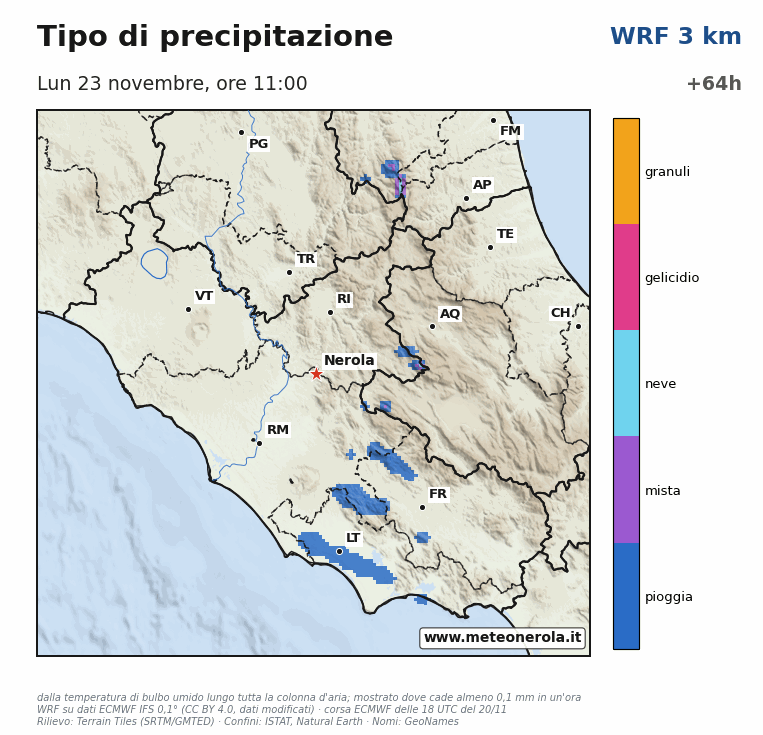 Tipo di precipitazione
WRF 3 km
Lun 23 novembre, ore 11:00
+64h
FM
PG
AP
TE
TR
VT
RI
AQ
CH
Nerola
RM
FR
LT
www.meteonerola.it
granuli
gelicidio
neve
mista
pioggia
dalla temperatura di bulbo umido lungo tutta la colonna d'aria; mostrato dove cade almeno 0,1 mm in un'ora
WRF su dati ECMWF IFS 0,1° (CC BY 4.0, dati modificati) · corsa ECMWF delle 18 UTC del 20/11
Rilievo: Terrain Tiles (SRTM/GMTED) · Confini: ISTAT, Natural Earth · Nomi: GeoNames